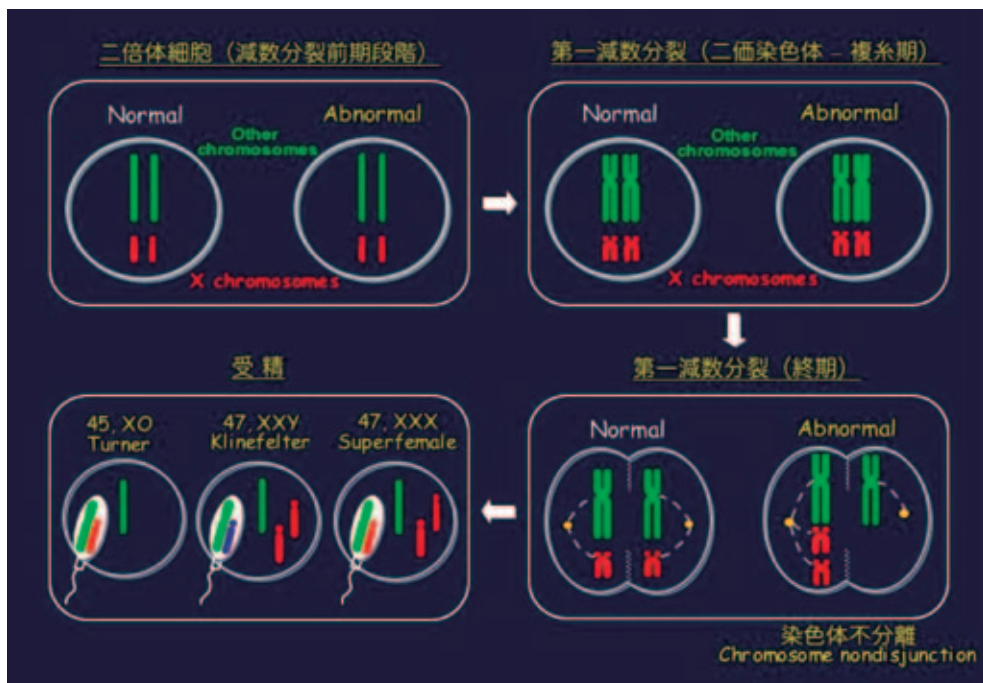 二倍体細胞（減数分裂前期段階）
Normal
Abnormal
Other
chromosomes
X chromosomes
第一減数分裂（二価染色体 – 複糸期）
Normal
Abnormal
Other
chromosomes
X chromosomes
第一減数分裂（終期）
Normal
Abnormal
染色体不分離
Chromosome nondisjunction
受精
45, XO
Turner
47, XXY
Klinefelter
47, XXX
Superfemale